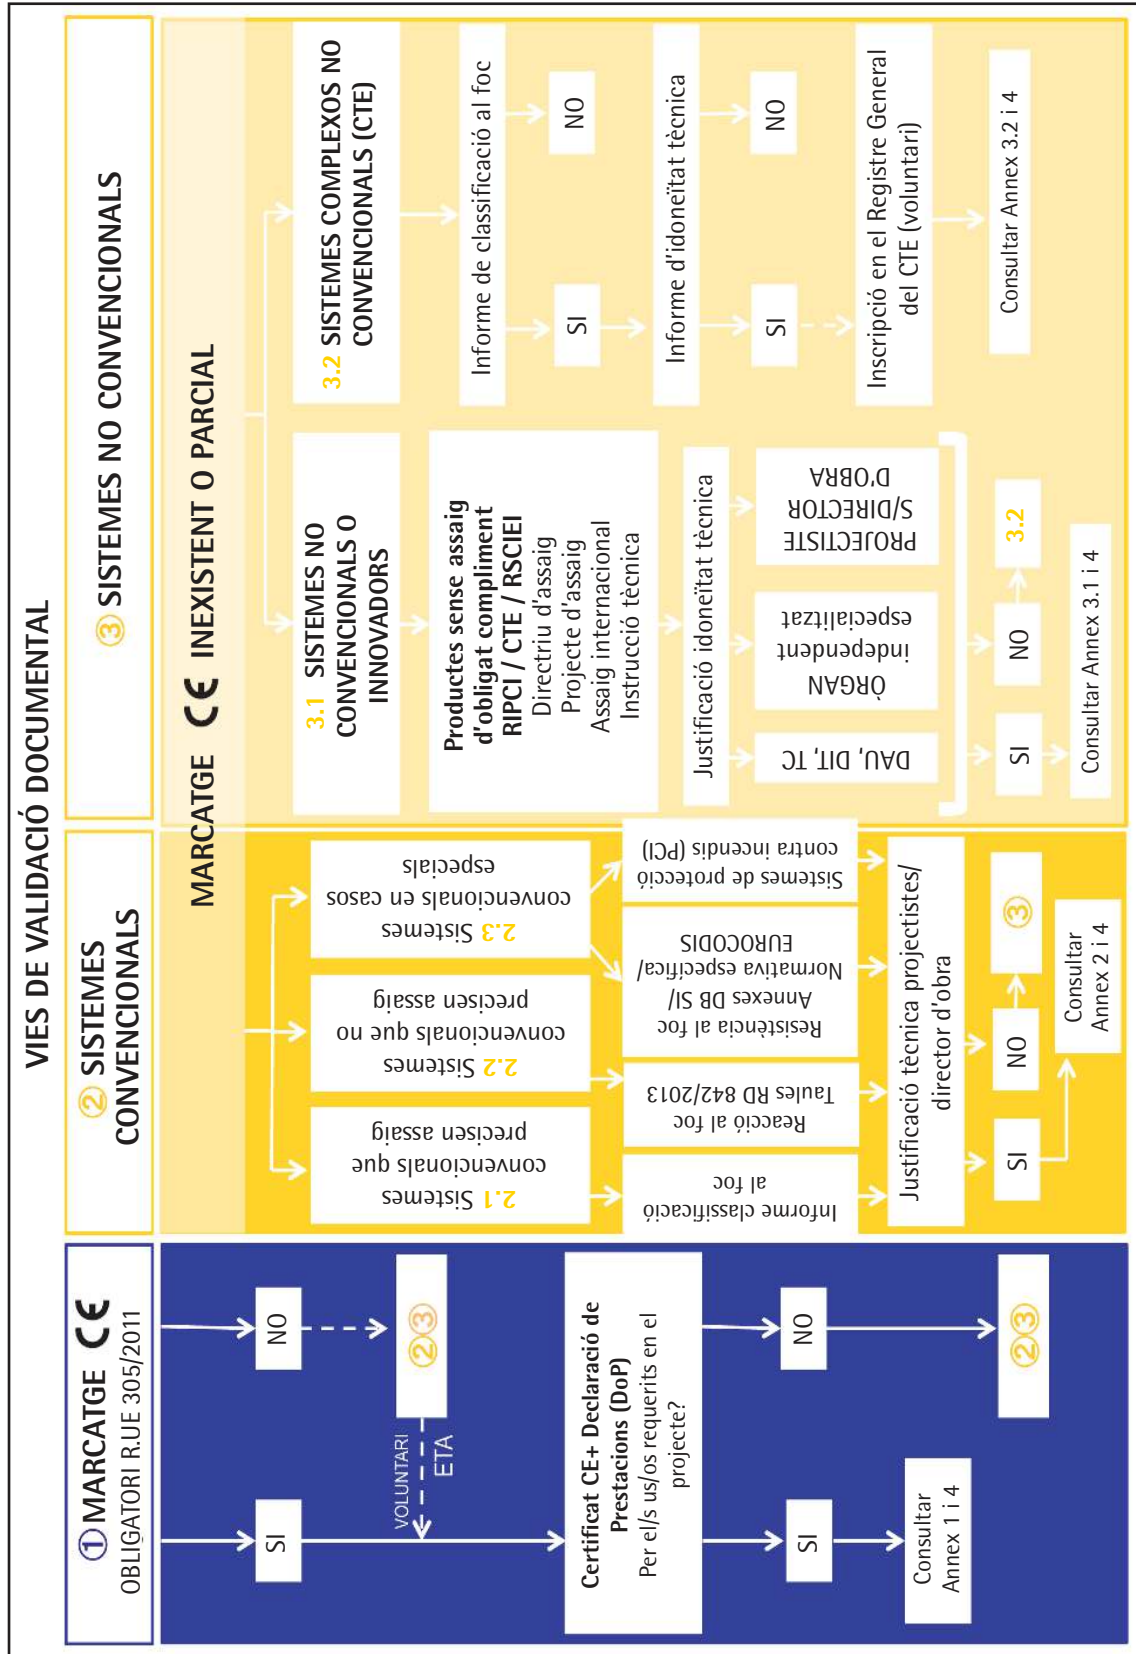 VIES DE VALIDACIÓ DOCUMENTAL
① MARCATGE CE
OBLIGATORI R.UE 305/2011
SI
NO
②③
VOLUNTARI
ETA
Certificat CE+ Declaració de
Prestacions (DoP)
Per el/s us/os requerits en el
projecte?
SI
NO
Consultar
Annex 1 i 4
②③
② SISTEMES
CONVENCIONALS
③ SISTEMES NO CONVENCIONALS
MARCATGE CE INEXISTENT O PARCIAL
2.1 Sistemes
convencionals que
precisen assaig
2.2 Sistemes
convencionals que no
precisen assaig
2.3 Sistemes
convencionals en casos
especials
Informe classificació
al foc
Reacció al foc
Taules RD 842/2013
Resistència al foc
Annexes DB SI/
Normativa específica/
EUROCODIS
Sistemes de protecció
contra incendis (PCI)
Justificació tècnica projectistes/
director d'obra
SI
NO
③
Consultar
Annex 2 i 4
3.1 SISTEMES NO
CONVENCIONALS O
INNOVADORS
Productes sense assaig
d'obligat compliment
RIPCI / CTE / RSCIEI
Directriu d'assaig
Projecte d'assaig
Assaig internacional
Instrucció tècnica
Justificació idoneïtat tècnica
DAU, DIT, TC
ÒRGAN
independent
especialitzat
PROJECTISTE
S/DIRECTOR
D'OBRA
SI
NO
3.2
Consultar Annex 3.1 i 4
3.2 SISTEMES COMPLEXOS NO
CONVENCIONALS (CTE)
Informe de classificació al foc
SI
NO
Informe d'idoneïtat tècnica
SI
NO
Inscripció en el Registre General
del CTE (voluntari)
Consultar Annex 3.2 i 4